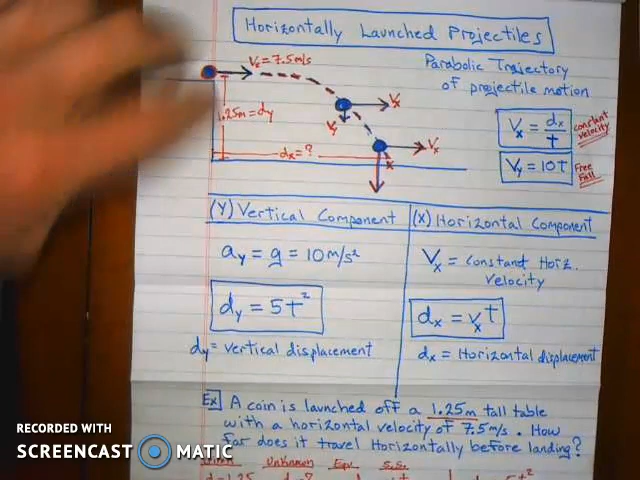 Horizontally Launched Projectiles
Vx = 7.5m/s
Parabolic Trajectory
of projectile motion
Vx
Vy
1.25m = dy
dx = ?
Vx
Vx = dx/t
constant
velocity
Vy = 10t
Free
Fall
(Y) Vertical Component
(X) Horizontal Component
ay = g = 10m/s²
Vx = constant Horiz.
velocity
dy = 5t²
dx = vxt
dy = vertical displacement
dx = Horizontal displacement
Ex A coin is launched off a 1.25m tall table
with a horizontal velocity of 7.5m/s. How
far does it travel Horizontally before landing?
Unknown Equ S.S.
RECORDED WITH
SCREENCAST MATIC